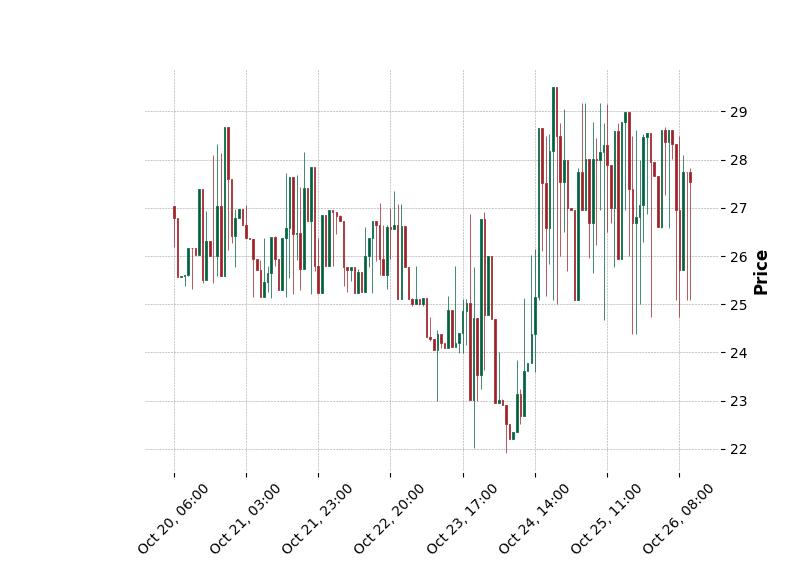 29
28
27
26
25
24
23
22
Price
Oct 20, 06:00
Oct 21, 03:00
Oct 21, 23:00
Oct 22, 20:00
Oct 23, 17:00
Oct 24, 14:00
Oct 25, 11:00
Oct 26, 08:00